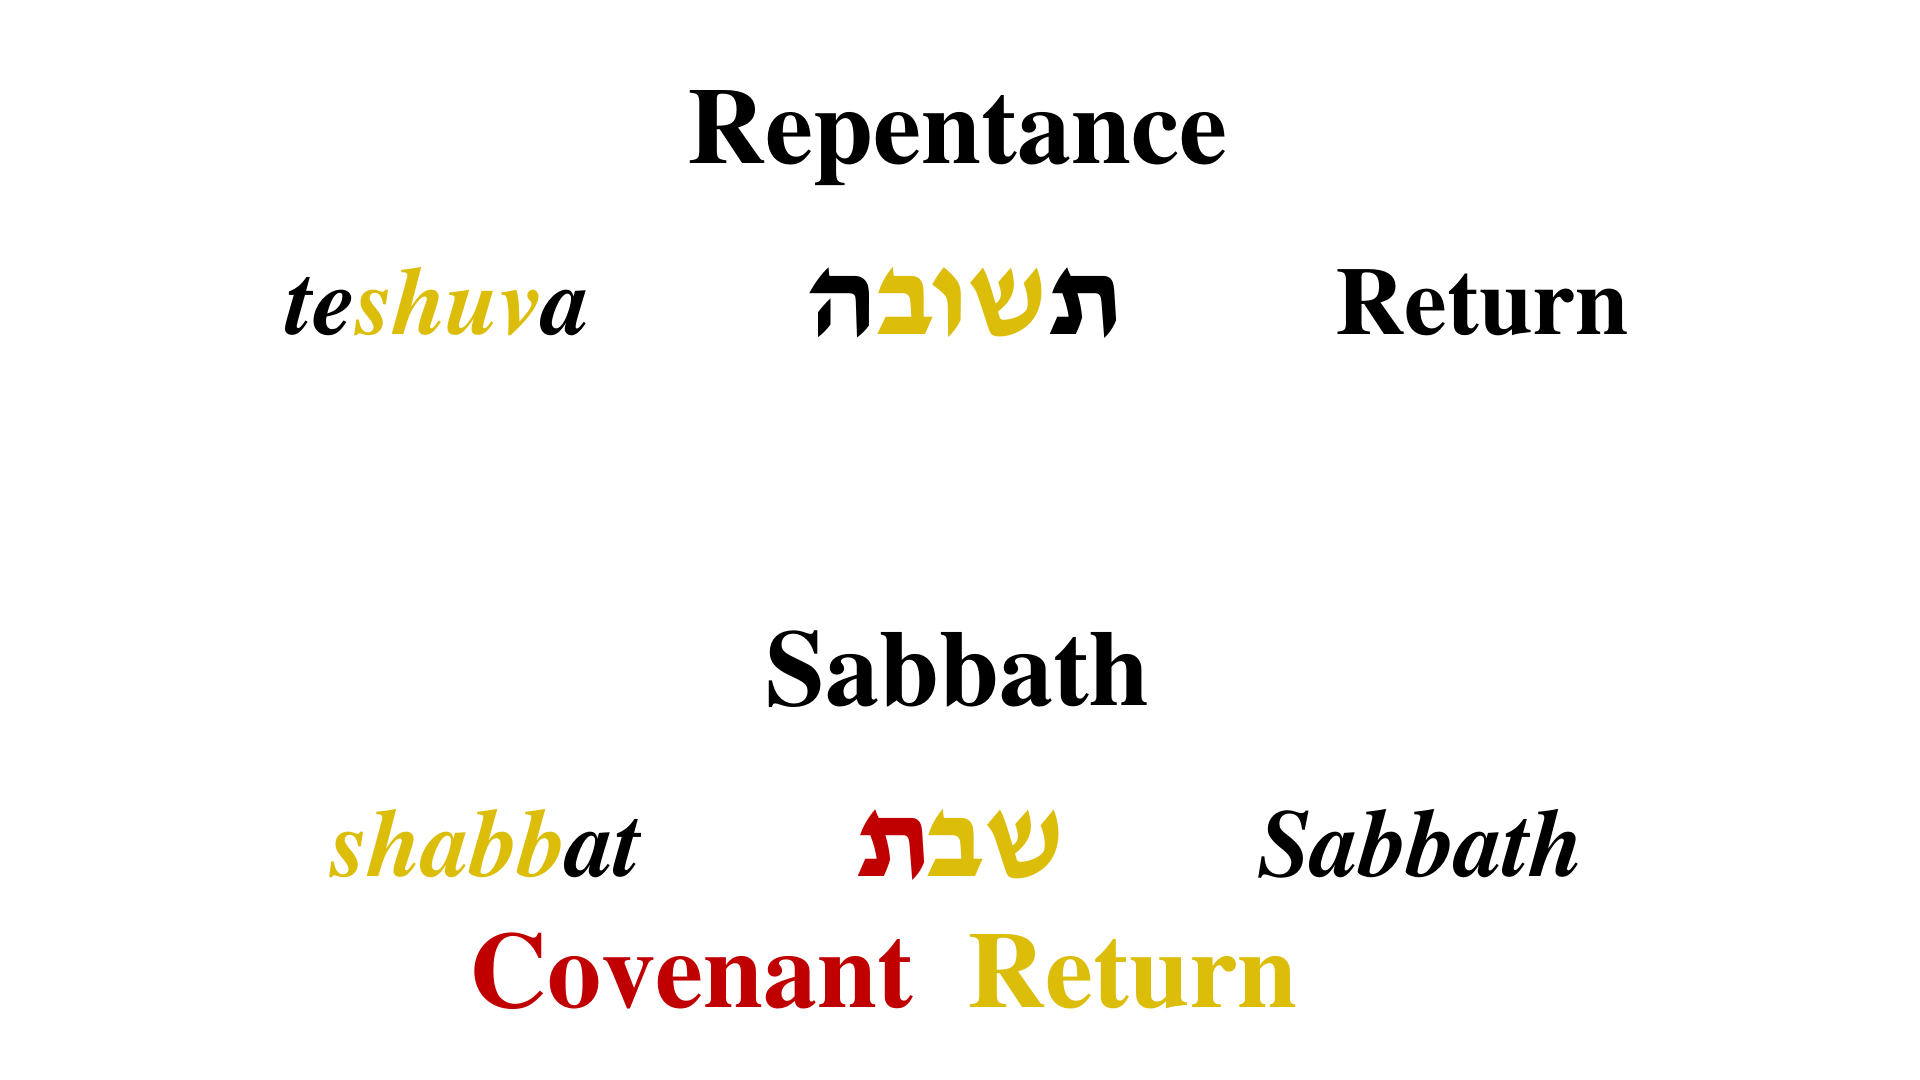 Repentance
teshuva תשובה Return
Sabbath
shabbat שבת Sabbath
Covenant Return